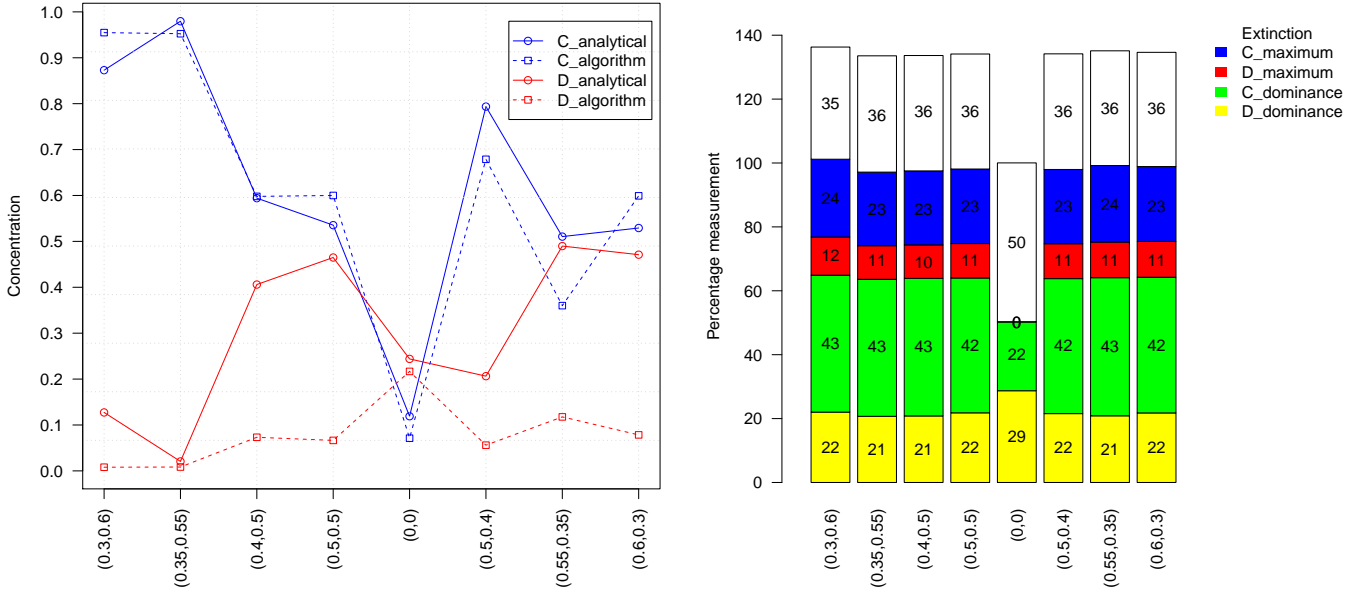 1.0
0.9
0.8
0.7
0.6
0.5
0.4
0.3
0.2
0.1
0.0
Concentration
C_analytical
C_algorithm
D_analytical
D_algorithm
(0.3,0.6)
(0.35,0.55)
(0.4,0.5)
(0.5,0.5)
(0,0)
(0.5,0.4)
(0.55,0.35)
(0.6,0.3)
140
120
100
80
60
40
20
0
Percentage measurement
35 36 36 36 50 36 36 36
24 23 23 23 0 23 24 23
12 11 10 11 0 11 11 11
43 43 43 42 22 42 43 42
22 21 21 22 29 22 21 22
(0.3,0.6)
(0.35,0.55)
(0.4,0.5)
(0.5,0.5)
(0,0)
(0.5,0.4)
(0.55,0.35)
(0.6,0.3)
Extinction
C_maximum
D_maximum
C_dominance
D_dominance